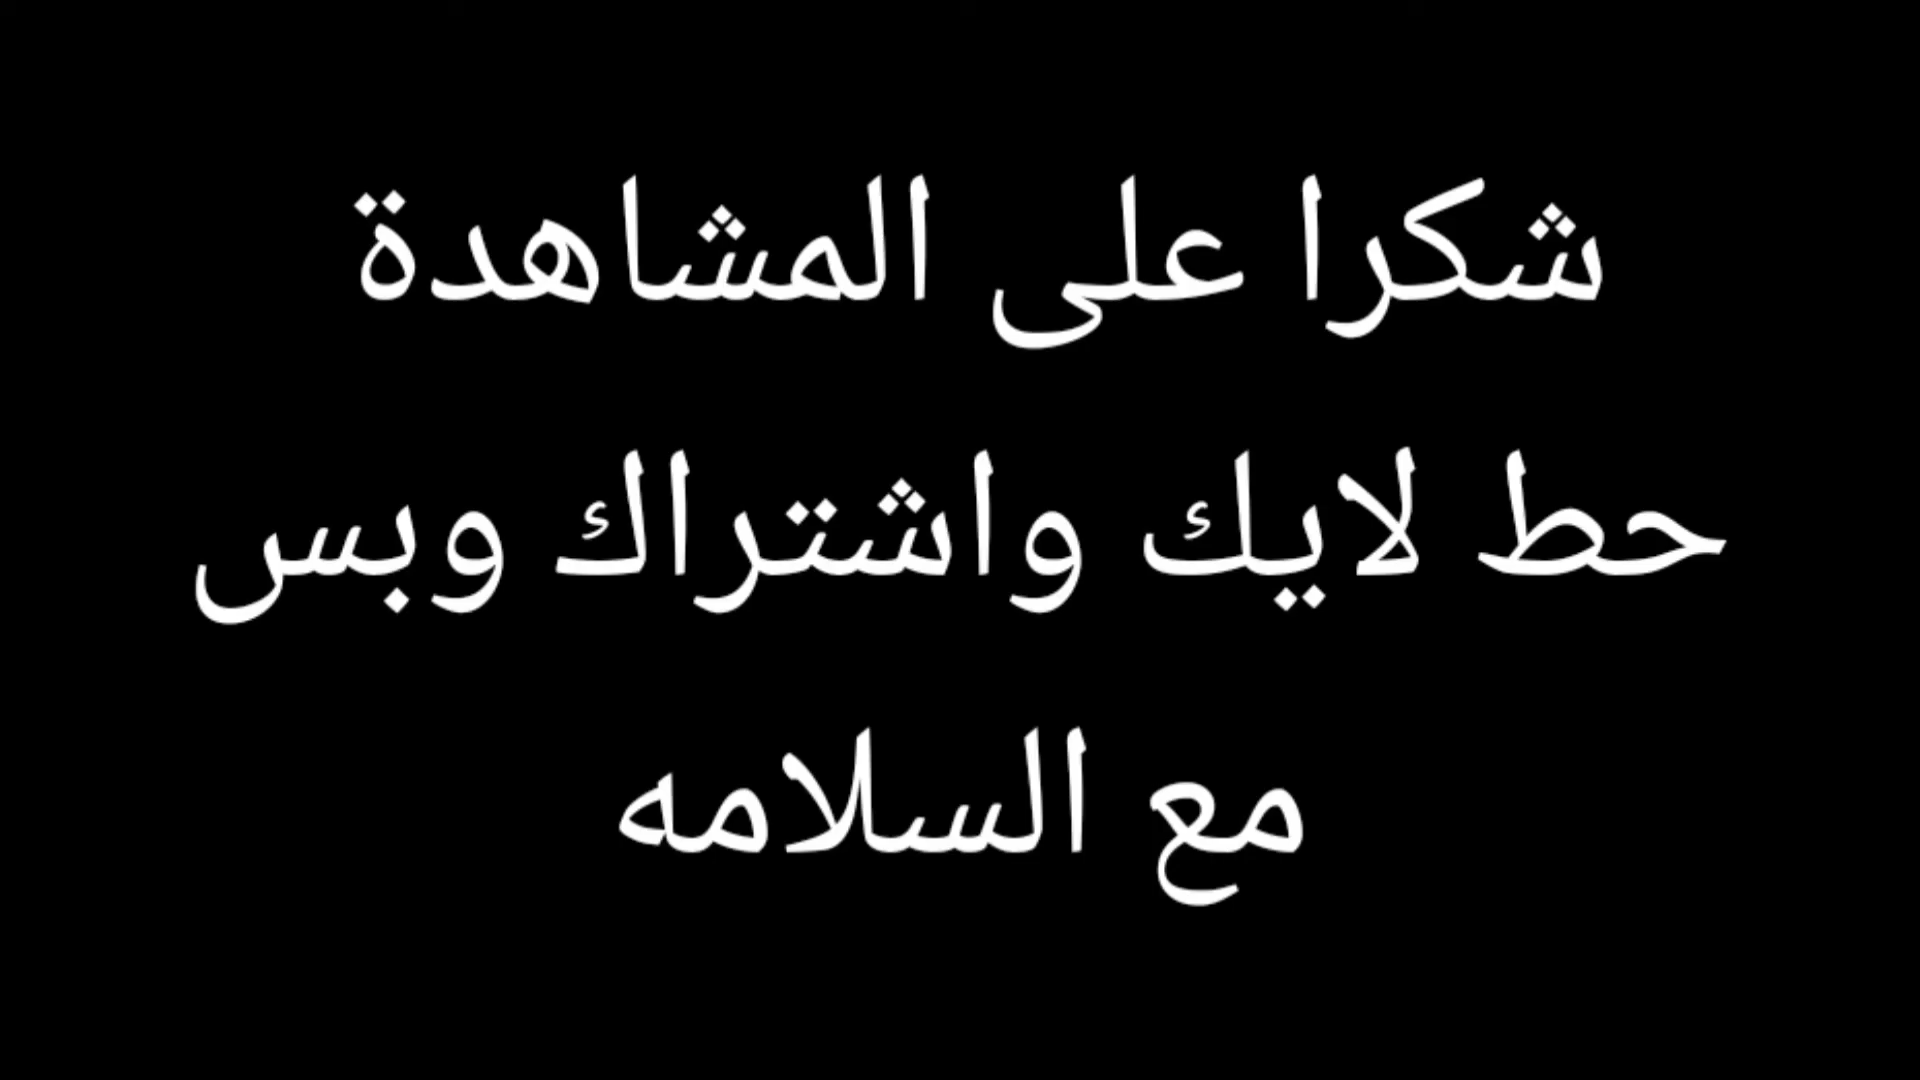 شكرا على المشاهدة
حط لايك واشتراك وبس
مع السلامه